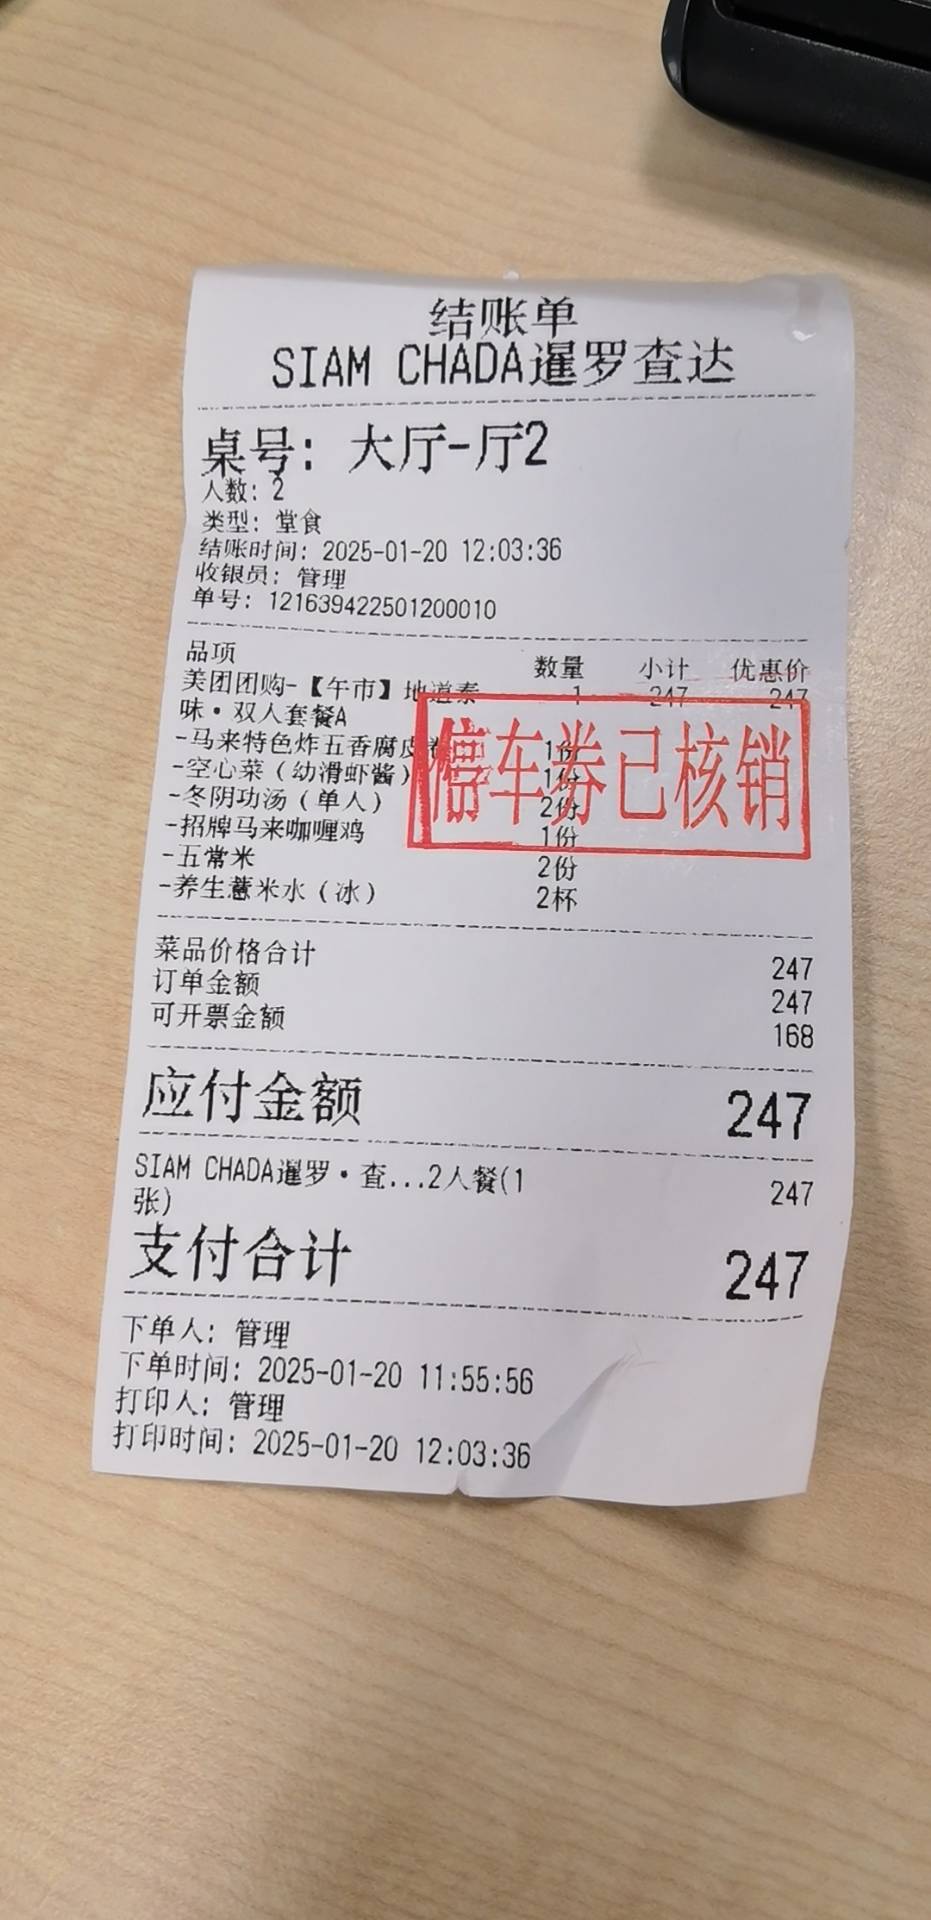 结账单
SIAM CHADA暹罗查达
桌号: 大厅-厅2
人数: 2
类型: 堂食
结账时间: 2025-01-20 12:03:36
收银员: 管理
单号: 121639422501200010
品项 数量 小计 优惠价
美团团购-【午市】地道泰 1 247 247
味·双人套餐A
-马来特色炸五香腐皮卷 1份
-空心菜（幼滑虾酱） 1份
-冬阴功汤（单人） 2份
-招牌马来咖喱鸡 1份
-五常米 2份
-养生薏米水（冰） 2杯
停车券已核销
菜品价格合计 247
订单金额 247
可开票金额 168
应付金额 247
SIAM CHADA暹罗·查...2人餐(1 247
张)
支付合计 247
下单人: 管理
下单时间: 2025-01-20 11:55:56
打印人: 管理
打印时间: 2025-01-20 12:03:36